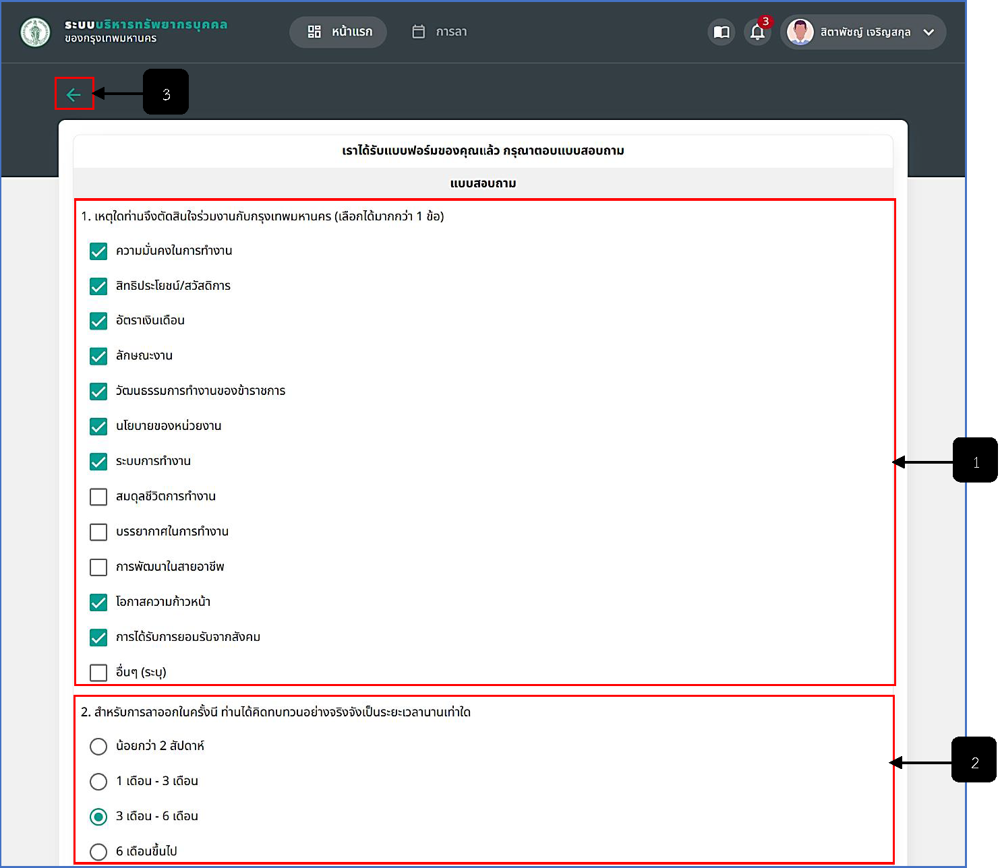 ระบบบริหารทรัพยากรบุคคล
ของกรุงเทพมหานคร
หน้าแรก
การลา
3
สิตาพัชญ์ เจริญสกุล
3
เราได้รับแบบฟอร์มของคุณแล้ว กรุณาตอบแบบสอบถาม
แบบสอบถาม
1. เหตุใดท่านจึงตัดสินใจร่วมงานกับกรุงเทพมหานคร (เลือกได้มากกว่า 1 ข้อ)
ความมั่นคงในการทำงาน
สิทธิประโยชน์/สวัสดิการ
อัตราเงินเดือน
ลักษณะงาน
วัฒนธรรมการทำงานของข้าราชการ
นโยบายของหน่วยงาน
ระบบการทำงาน
1
สมดุลชีวิตการทำงาน
บรรยากาศในการทำงาน
การพัฒนาในสายอาชีพ
โอกาสความก้าวหน้า
การได้รับการยอมรับจากสังคม
อื่นๆ (ระบุ)
2. สำหรับการลาออกในครั้งนี ท่านได้คิดทบทวนอย่างจริงจังเป็นระยะเวลานานเท่าใด
น้อยกว่า 2 สัปดาห์
2
1 เดือน - 3 เดือน
3 เดือน - 6 เดือน
6 เดือนขึ้นไป